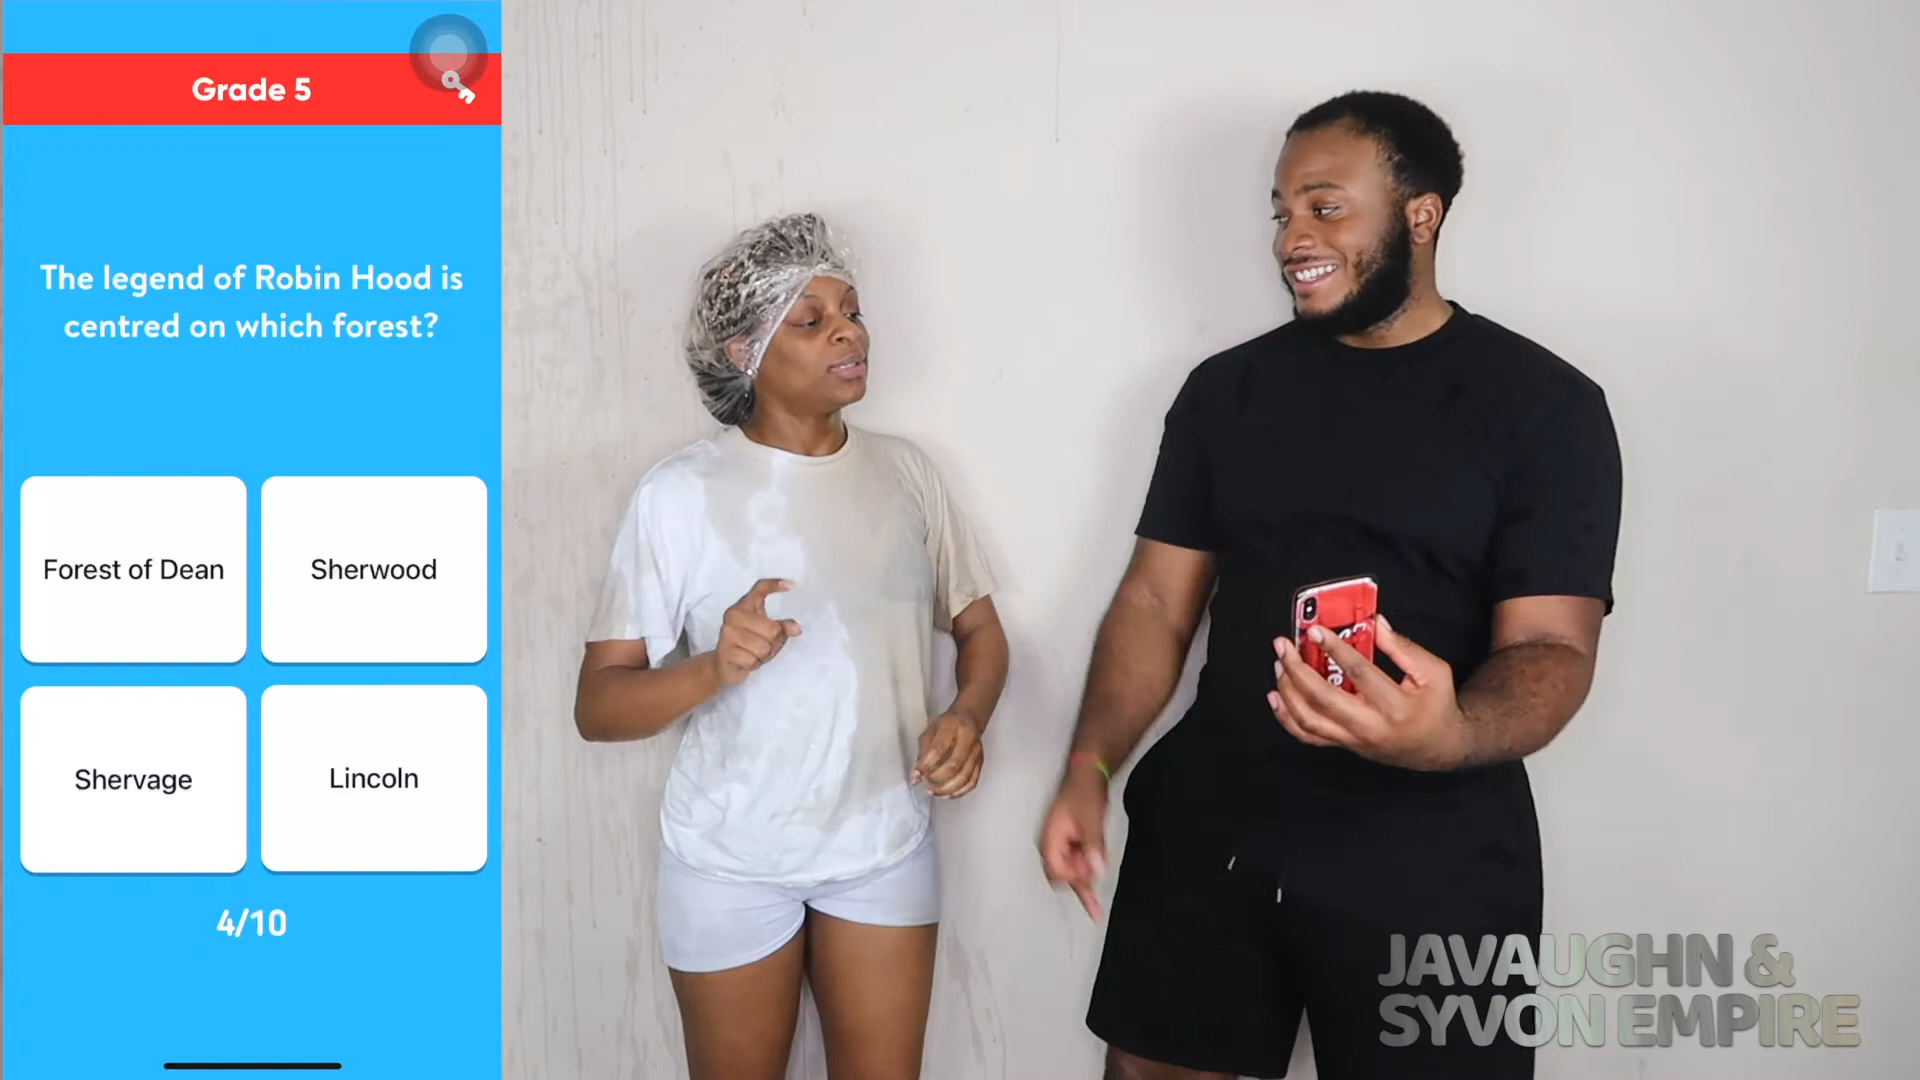 Grade 5
The legend of Robin Hood is
centred on which forest?
Forest of Dean
Sherwood
Shervage
Lincoln
4/10
JAVAUGHN &
SYVON EMPIRE